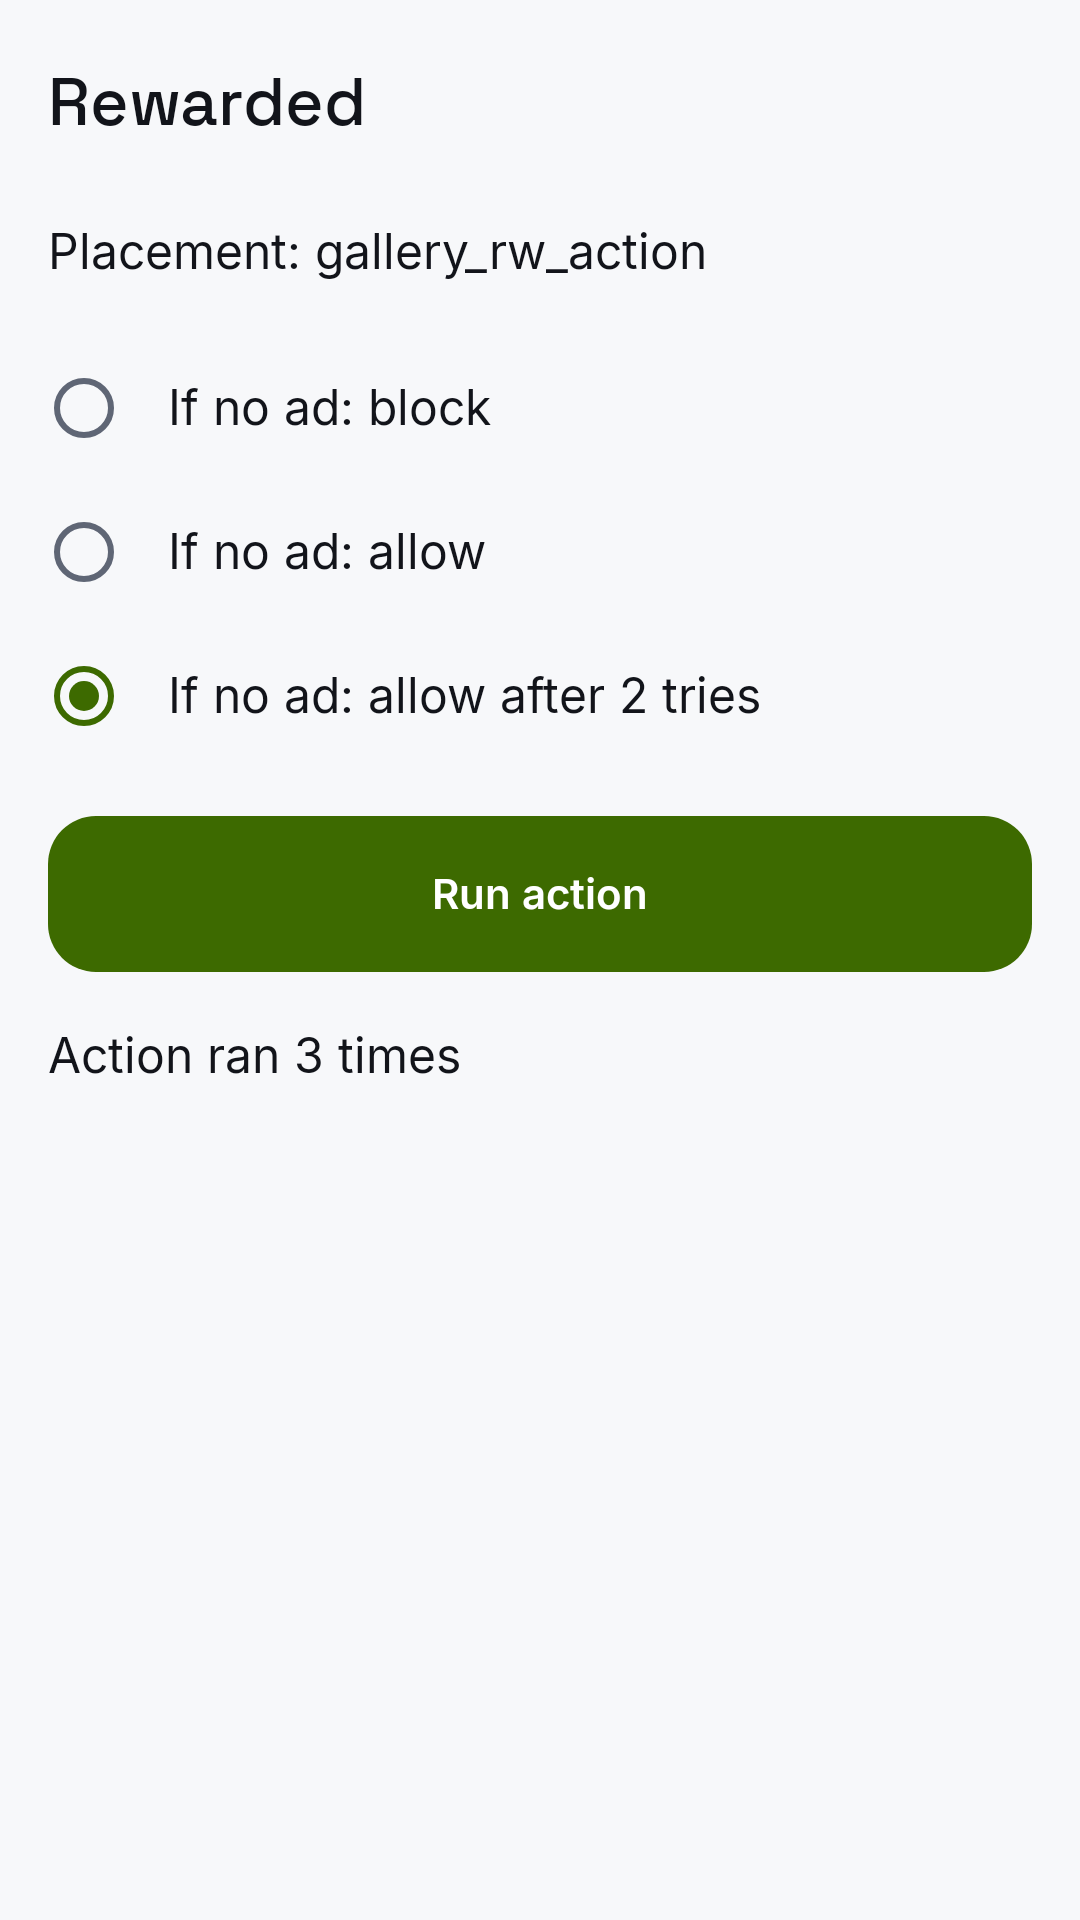 Rewarded
Placement: gallery_rw_action
If no ad: block
If no ad: allow
If no ad: allow after 2 tries
Run action
Action ran 3 times